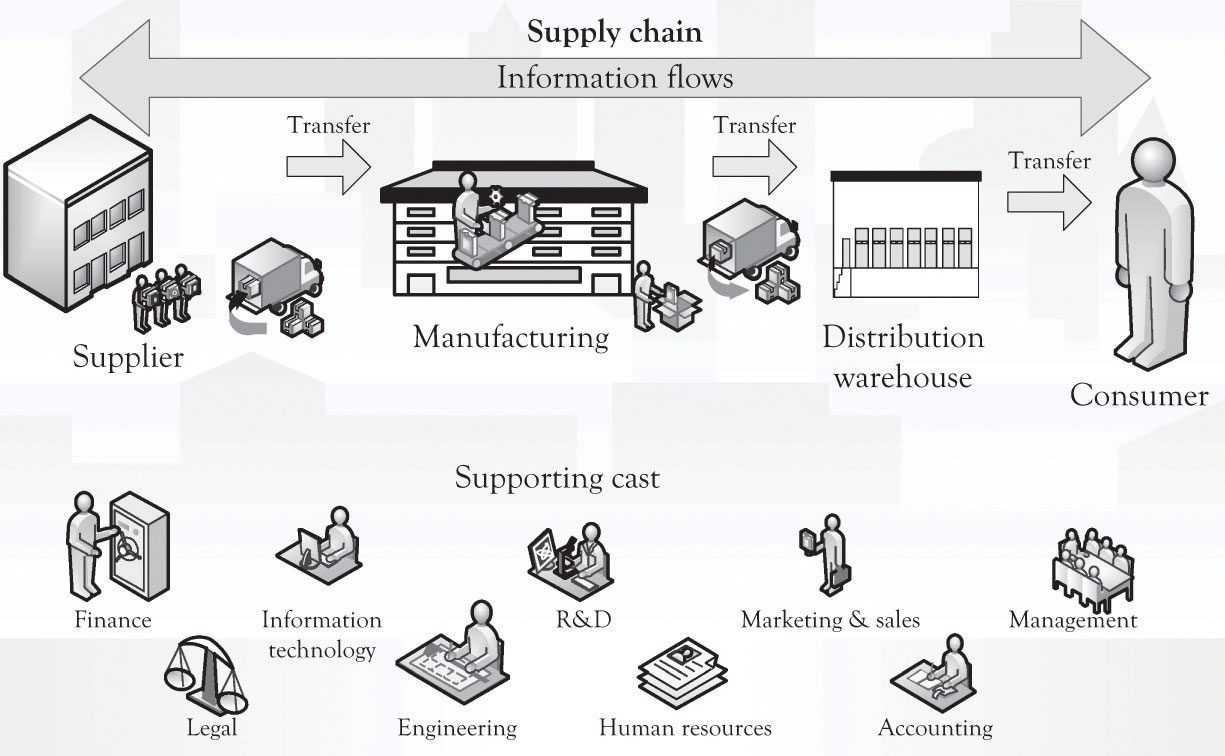 Supply chain
Information flows
Transfer
Transfer
Transfer
Supplier
Manufacturing
Distribution
warehouse
Consumer
Supporting cast
Finance
Information
technology
R&D
Marketing & sales
Management
Legal
Engineering
Human resources
Accounting